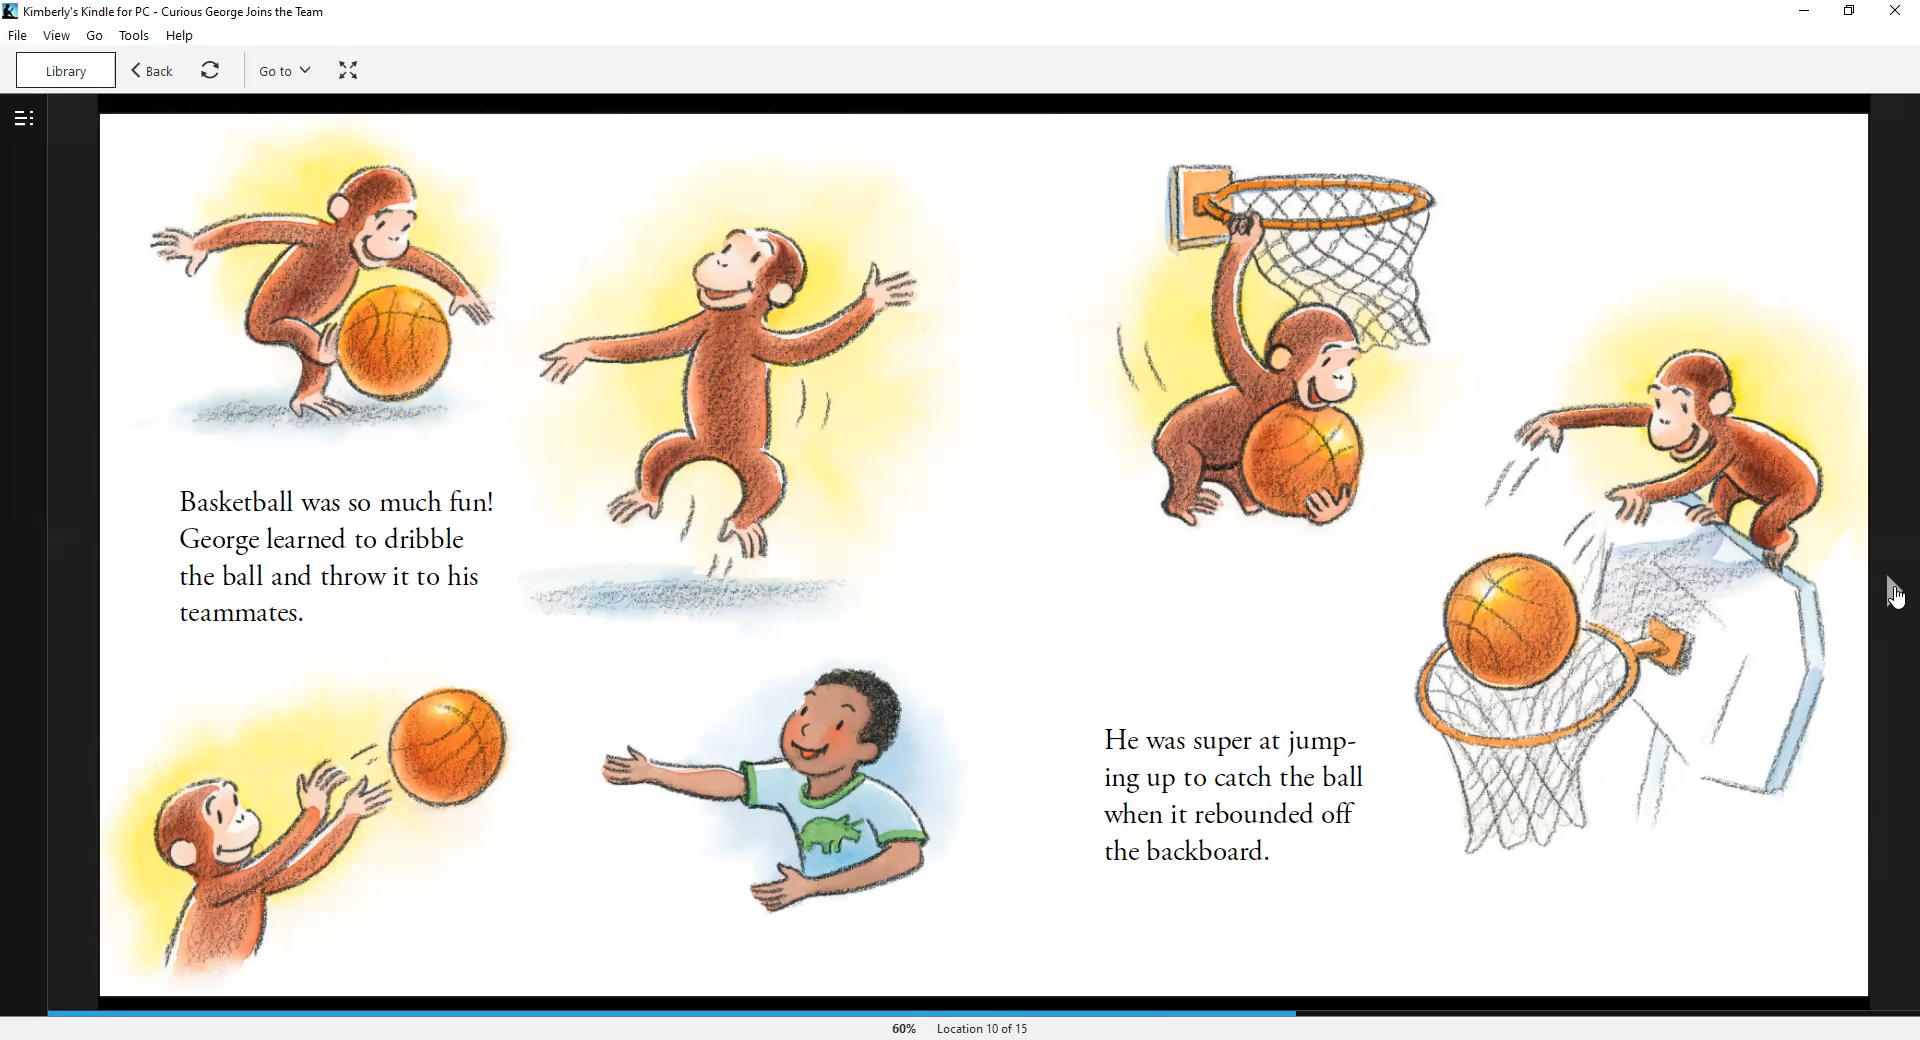 Kimberly's Kindle for PC - Curious George Joins the Team
File View Go Tools Help
Library Back Go to
Basketball was so much fun!
George learned to dribble
the ball and throw it to his
teammates.
He was super at jump-
ing up to catch the ball
when it rebounded off
the backboard.
60% Location 10 of 15